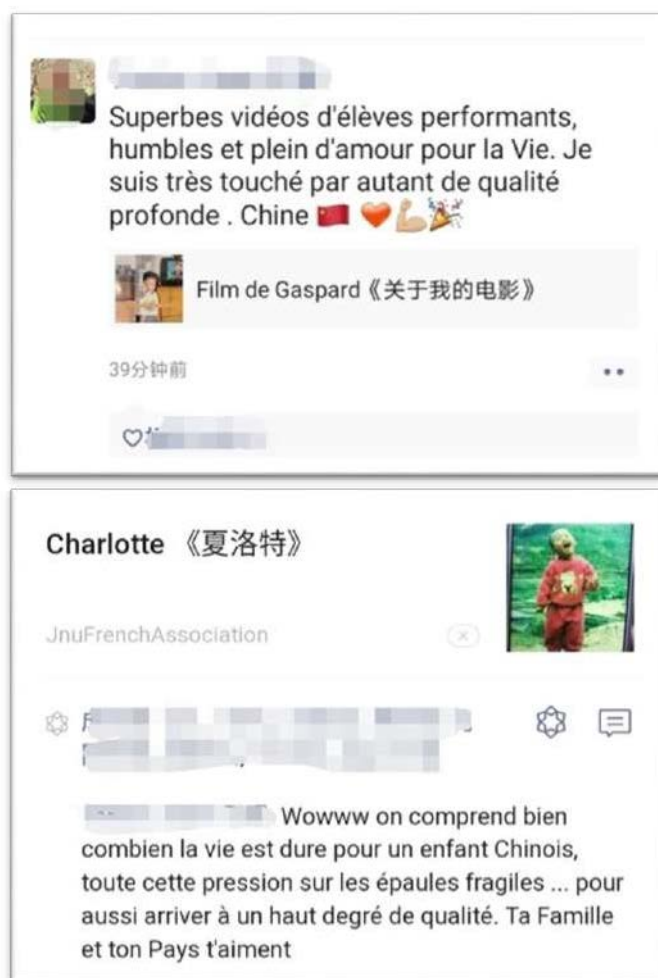 Superbes vidéos d'élèves performants,
humbles et plein d'amour pour la Vie. Je
suis très touché par autant de qualité
profonde . Chine 🇨🇳 ❤️💪🏼🎉
Film de Gaspard《关于我的电影》
39分钟前
Charlotte 《夏洛特》
JnuFrenchAssociation
Wowww on comprend bien
combien la vie est dure pour un enfant Chinois,
toute cette pression sur les épaules fragiles ... pour
aussi arriver à un haut degré de qualité. Ta Famille
et ton Pays t'aiment